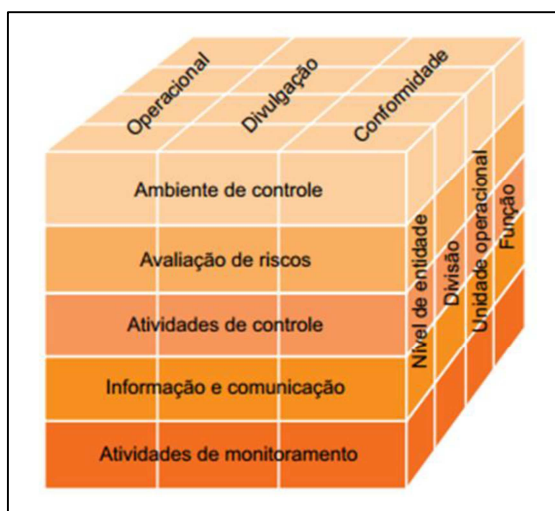 Operacional
Divulgação
Conformidade
Ambiente de controle
Avaliação de riscos
Atividades de controle
Informação e comunicação
Atividades de monitoramento
Nível de entidade
Divisão
Unidade operacional
Função